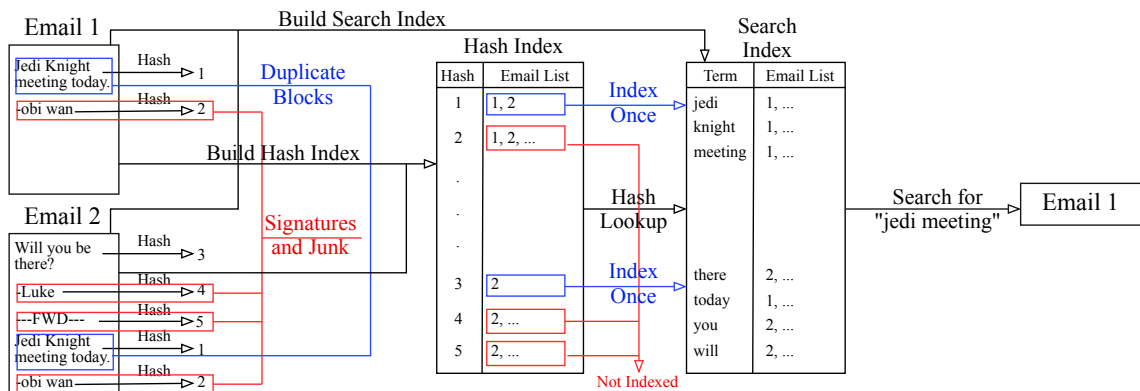 Email 1
Build Search Index
Search
Index
Hash Index
Jedi Knight
meeting today.
Hash
1
-obi wan
Hash
2
Duplicate
Blocks
Build Hash Index
Hash
Email List
1
1, 2
2
1, 2, ...
.
.
.
3
2
4
2, ...
5
2, ...
Index
Once
Hash
Lookup
Index
Once
Not Indexed
Term
Email List
jedi
1, ...
knight
1, ...
meeting
1, ...
there
2, ...
today
1, ...
you
2, ...
will
2, ...
Search for
"jedi meeting"
Email 1
Email 2
Signatures
and Junk
Will you be
there?
Hash
3
-Luke
Hash
4
---FWD---
Hash
5
Jedi Knight
meeting today.
Hash
1
-obi wan
Hash
2